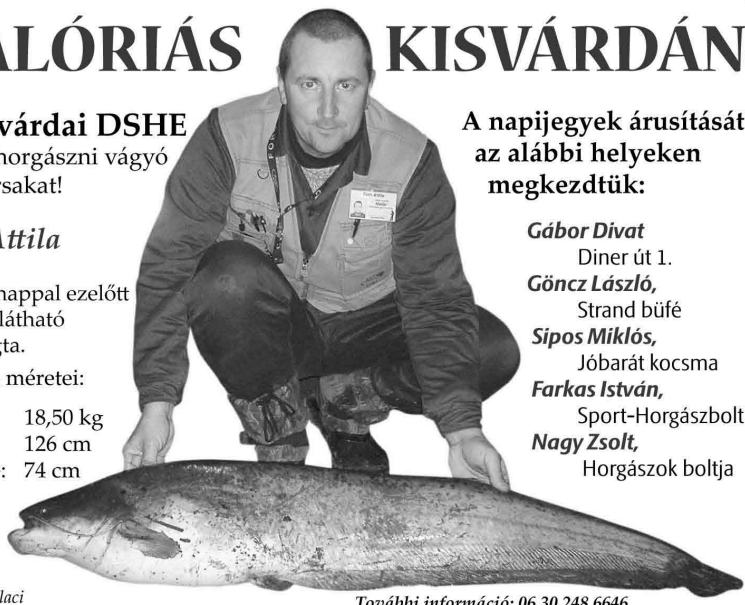 ALÓRIÁS KISVÁRDÁN
várdai DSHE
horgászni vágyó
rsakat!
Attila
nappal ezelőtt
látható
gta.
méretei:
18,50 kg
126 cm
: 74 cm
laci
A napijegyek árusítását
az alábbi helyeken
megkezdtük:
Gábor Divat
Diner út 1.
Göncz László,
Strand büfé
Sipos Miklós,
Jóbarát kocsma
Farkas István,
Sport-Horgászbolt
Nagy Zsolt,
Horgászok boltja
További információ: 06 30 248 6646